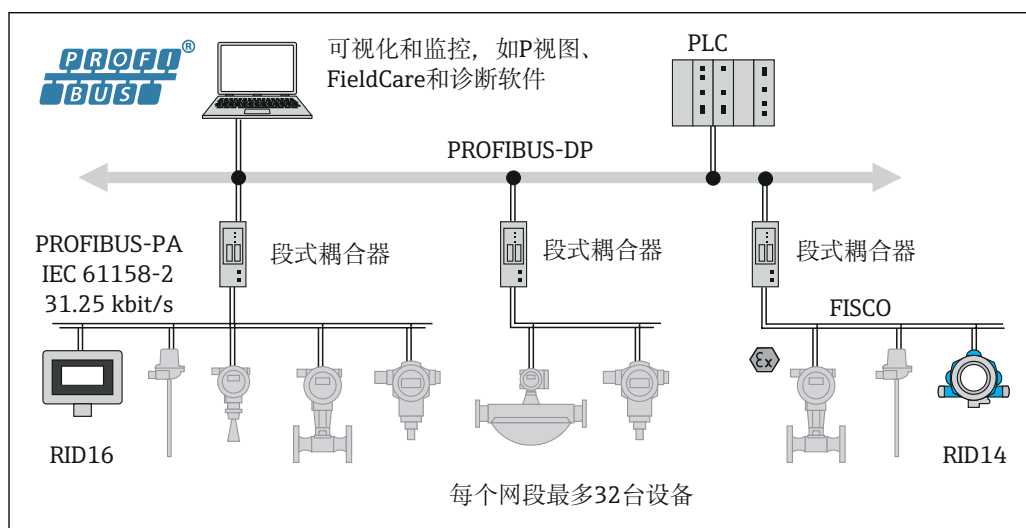 PROFI
BUS
®
可视化和监控，如P视图、
FieldCare和诊断软件
PLC
PROFIBUS-DP
PROFIBUS-PA
IEC 61158-2
31.25 kbit/s
段式耦合器
段式耦合器
段式耦合器
FISCO
εx
RID16
RID14
每个网段最多32台设备